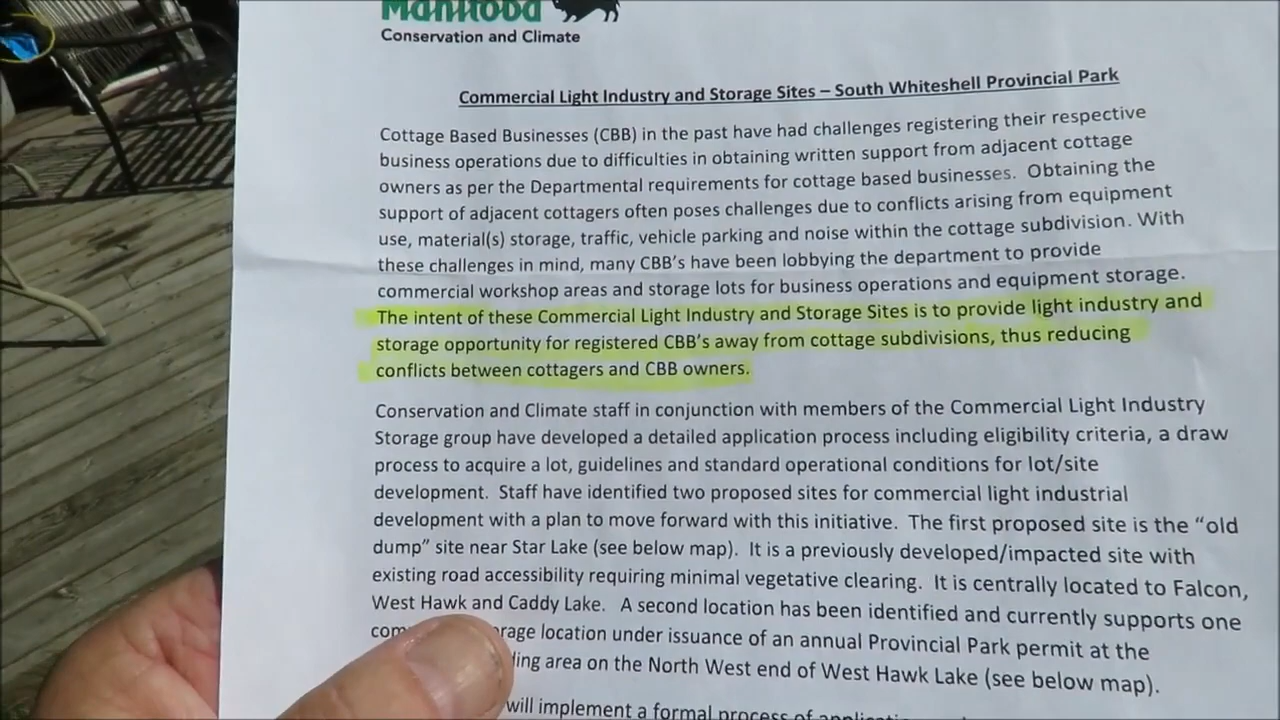 Manitoba
Conservation and Climate
Commercial Light Industry and Storage Sites – South Whiteshell Provincial Park
Cottage Based Businesses (CBB) in the past have had challenges registering their respective
business operations due to difficulties in obtaining written support from adjacent cottage
owners as per the Departmental requirements for cottage based businesses. Obtaining the
support of adjacent cottagers often poses challenges due to conflicts arising from equipment
use, material(s) storage, traffic, vehicle parking and noise within the cottage subdivision. With
these challenges in mind, many CBB's have been lobbying the department to provide
commercial workshop areas and storage lots for business operations and equipment storage.
The intent of these Commercial Light Industry and Storage Sites is to provide light industry and
storage opportunity for registered CBB's away from cottage subdivisions, thus reducing
conflicts between cottagers and CBB owners.
Conservation and Climate staff in conjunction with members of the Commercial Light Industry
Storage group have developed a detailed application process including eligibility criteria, a draw
process to acquire a lot, guidelines and standard operational conditions for lot/site
development. Staff have identified two proposed sites for commercial light industrial
development with a plan to move forward with this initiative. The first proposed site is the “old
dump” site near Star Lake (see below map). It is a previously developed/impacted site with
existing road accessibility requiring minimal vegetative clearing. It is centrally located to Falcon,
West Hawk and Caddy Lake. A second location has been identified and currently supports one
location under issuance of an annual Provincial Park permit at the
area on the North West end of West Hawk Lake (see below map).
will implement a formal process of